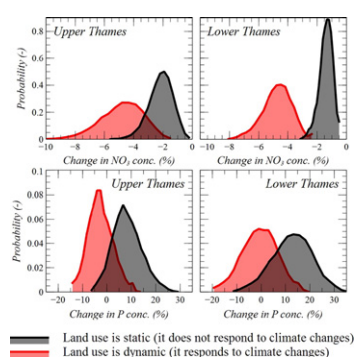 Upper Thames
Lower Thames
Probability (-)
0.8
0.6
0.4
0.2
0
-10 -8 -6 -4 -2 0
-10 -8 -6 -4 -2 0
Change in NO3 conc. (%)
Change in NO3 conc. (%)
Upper Thames
Lower Thames
Probability (-)
0.1
0.08
0.06
0.04
0.02
0
-20 -10 0 10 20 30
-20 -10 0 10 20 30
Change in P conc. (%)
Change in P conc. (%)
Land use is static (it does not respond to climate changes)
Land use is dynamic (it responds to climate changes)